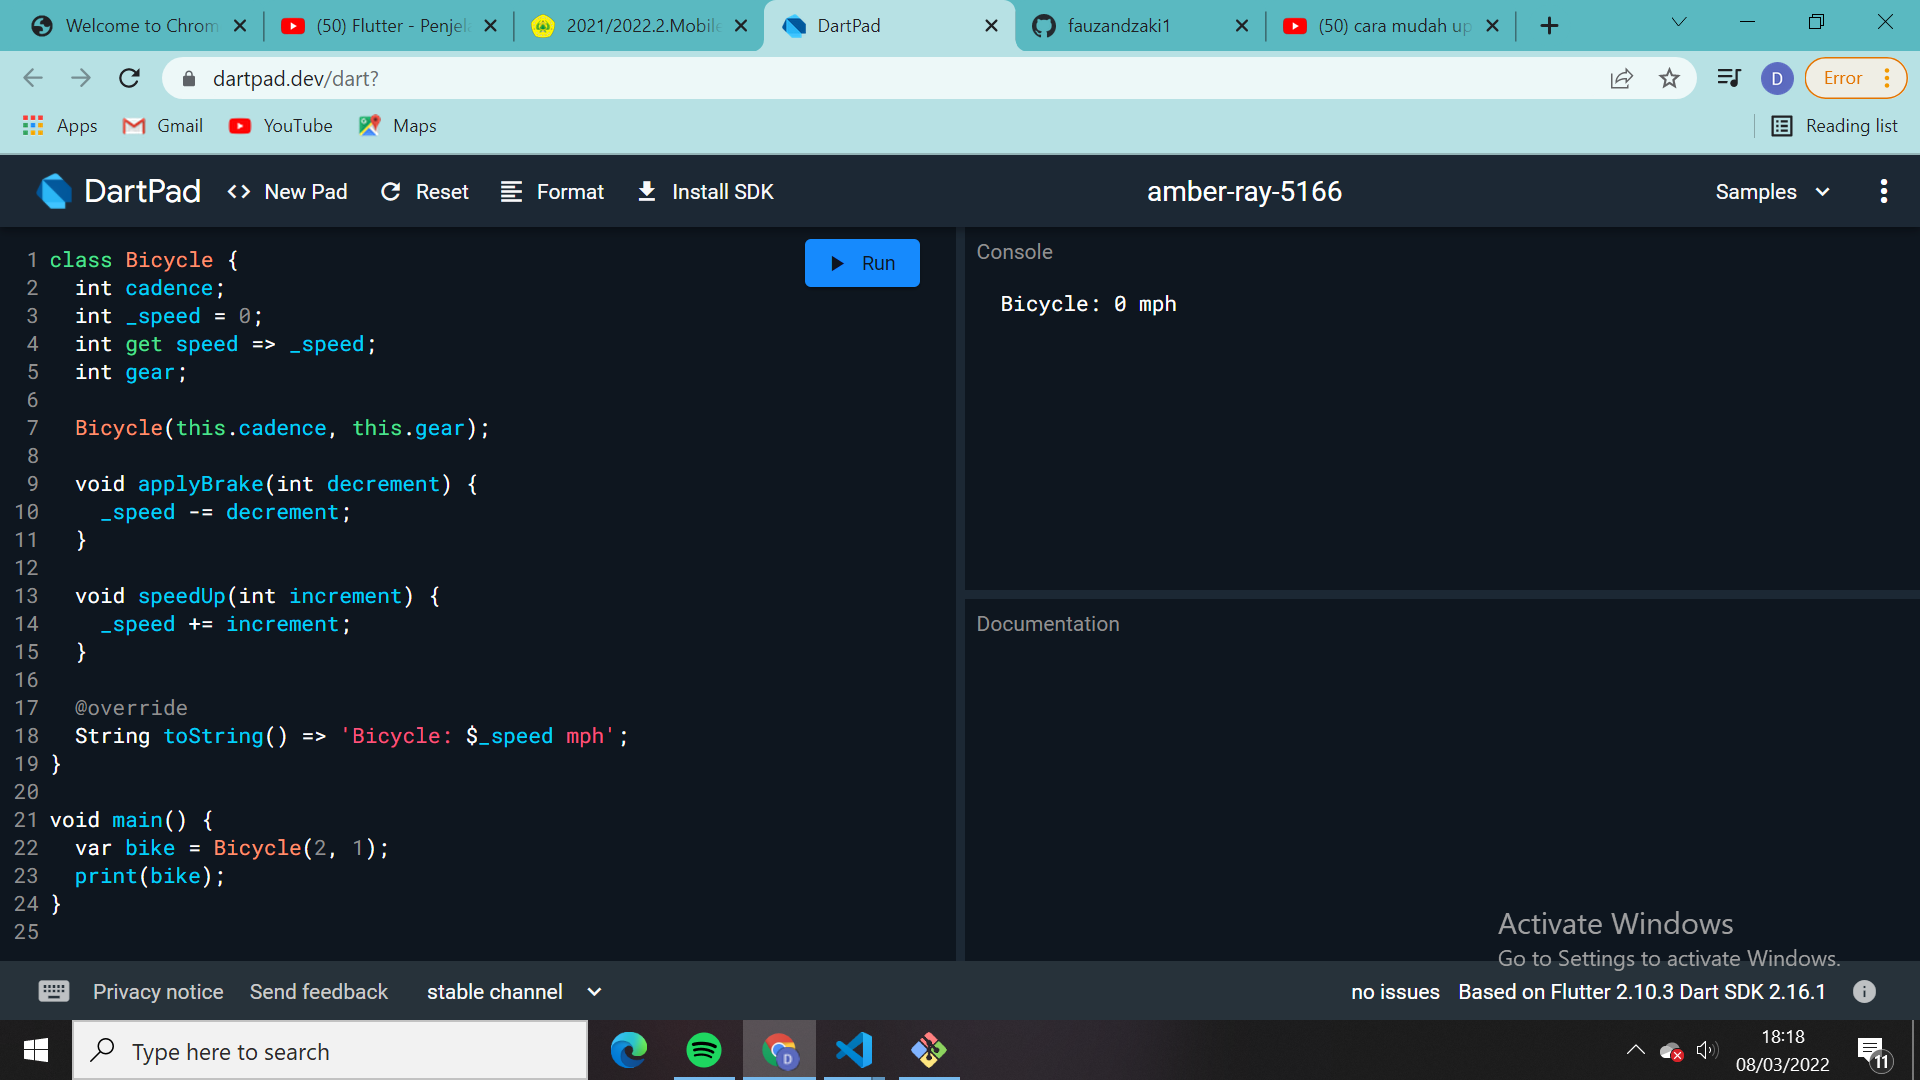 Welcome to Chrom
(50) Flutter - Penjela
2021/2022.2.Mobile
DartPad
fauzandzaki1
(50) cara mudah up
dartpad.dev/dart?
D
Error
Apps
Gmail
YouTube
Maps
Reading list
DartPad
<> New Pad
Reset
Format
Install SDK
amber-ray-5166
Samples
1 class Bicycle {
2 int cadence;
3 int _speed = 0;
4 int get speed => _speed;
5 int gear;
6
7 Bicycle(this.cadence, this.gear);
8
9 void applyBrake(int decrement) {
10 _speed -= decrement;
11 }
12
13 void speedUp(int increment) {
14 _speed += increment;
15 }
16
17 @override
18 String toString() => 'Bicycle: $_speed mph';
19 }
20
21 void main() {
22 var bike = Bicycle(2, 1);
23 print(bike);
24 }
25
Run
Console
Bicycle: 0 mph
Documentation
Activate Windows
Go to Settings to activate Windows.
Privacy notice
Send feedback
stable channel
no issues
Based on Flutter 2.10.3 Dart SDK 2.16.1
Type here to search
D
18:18
08/03/2022
11